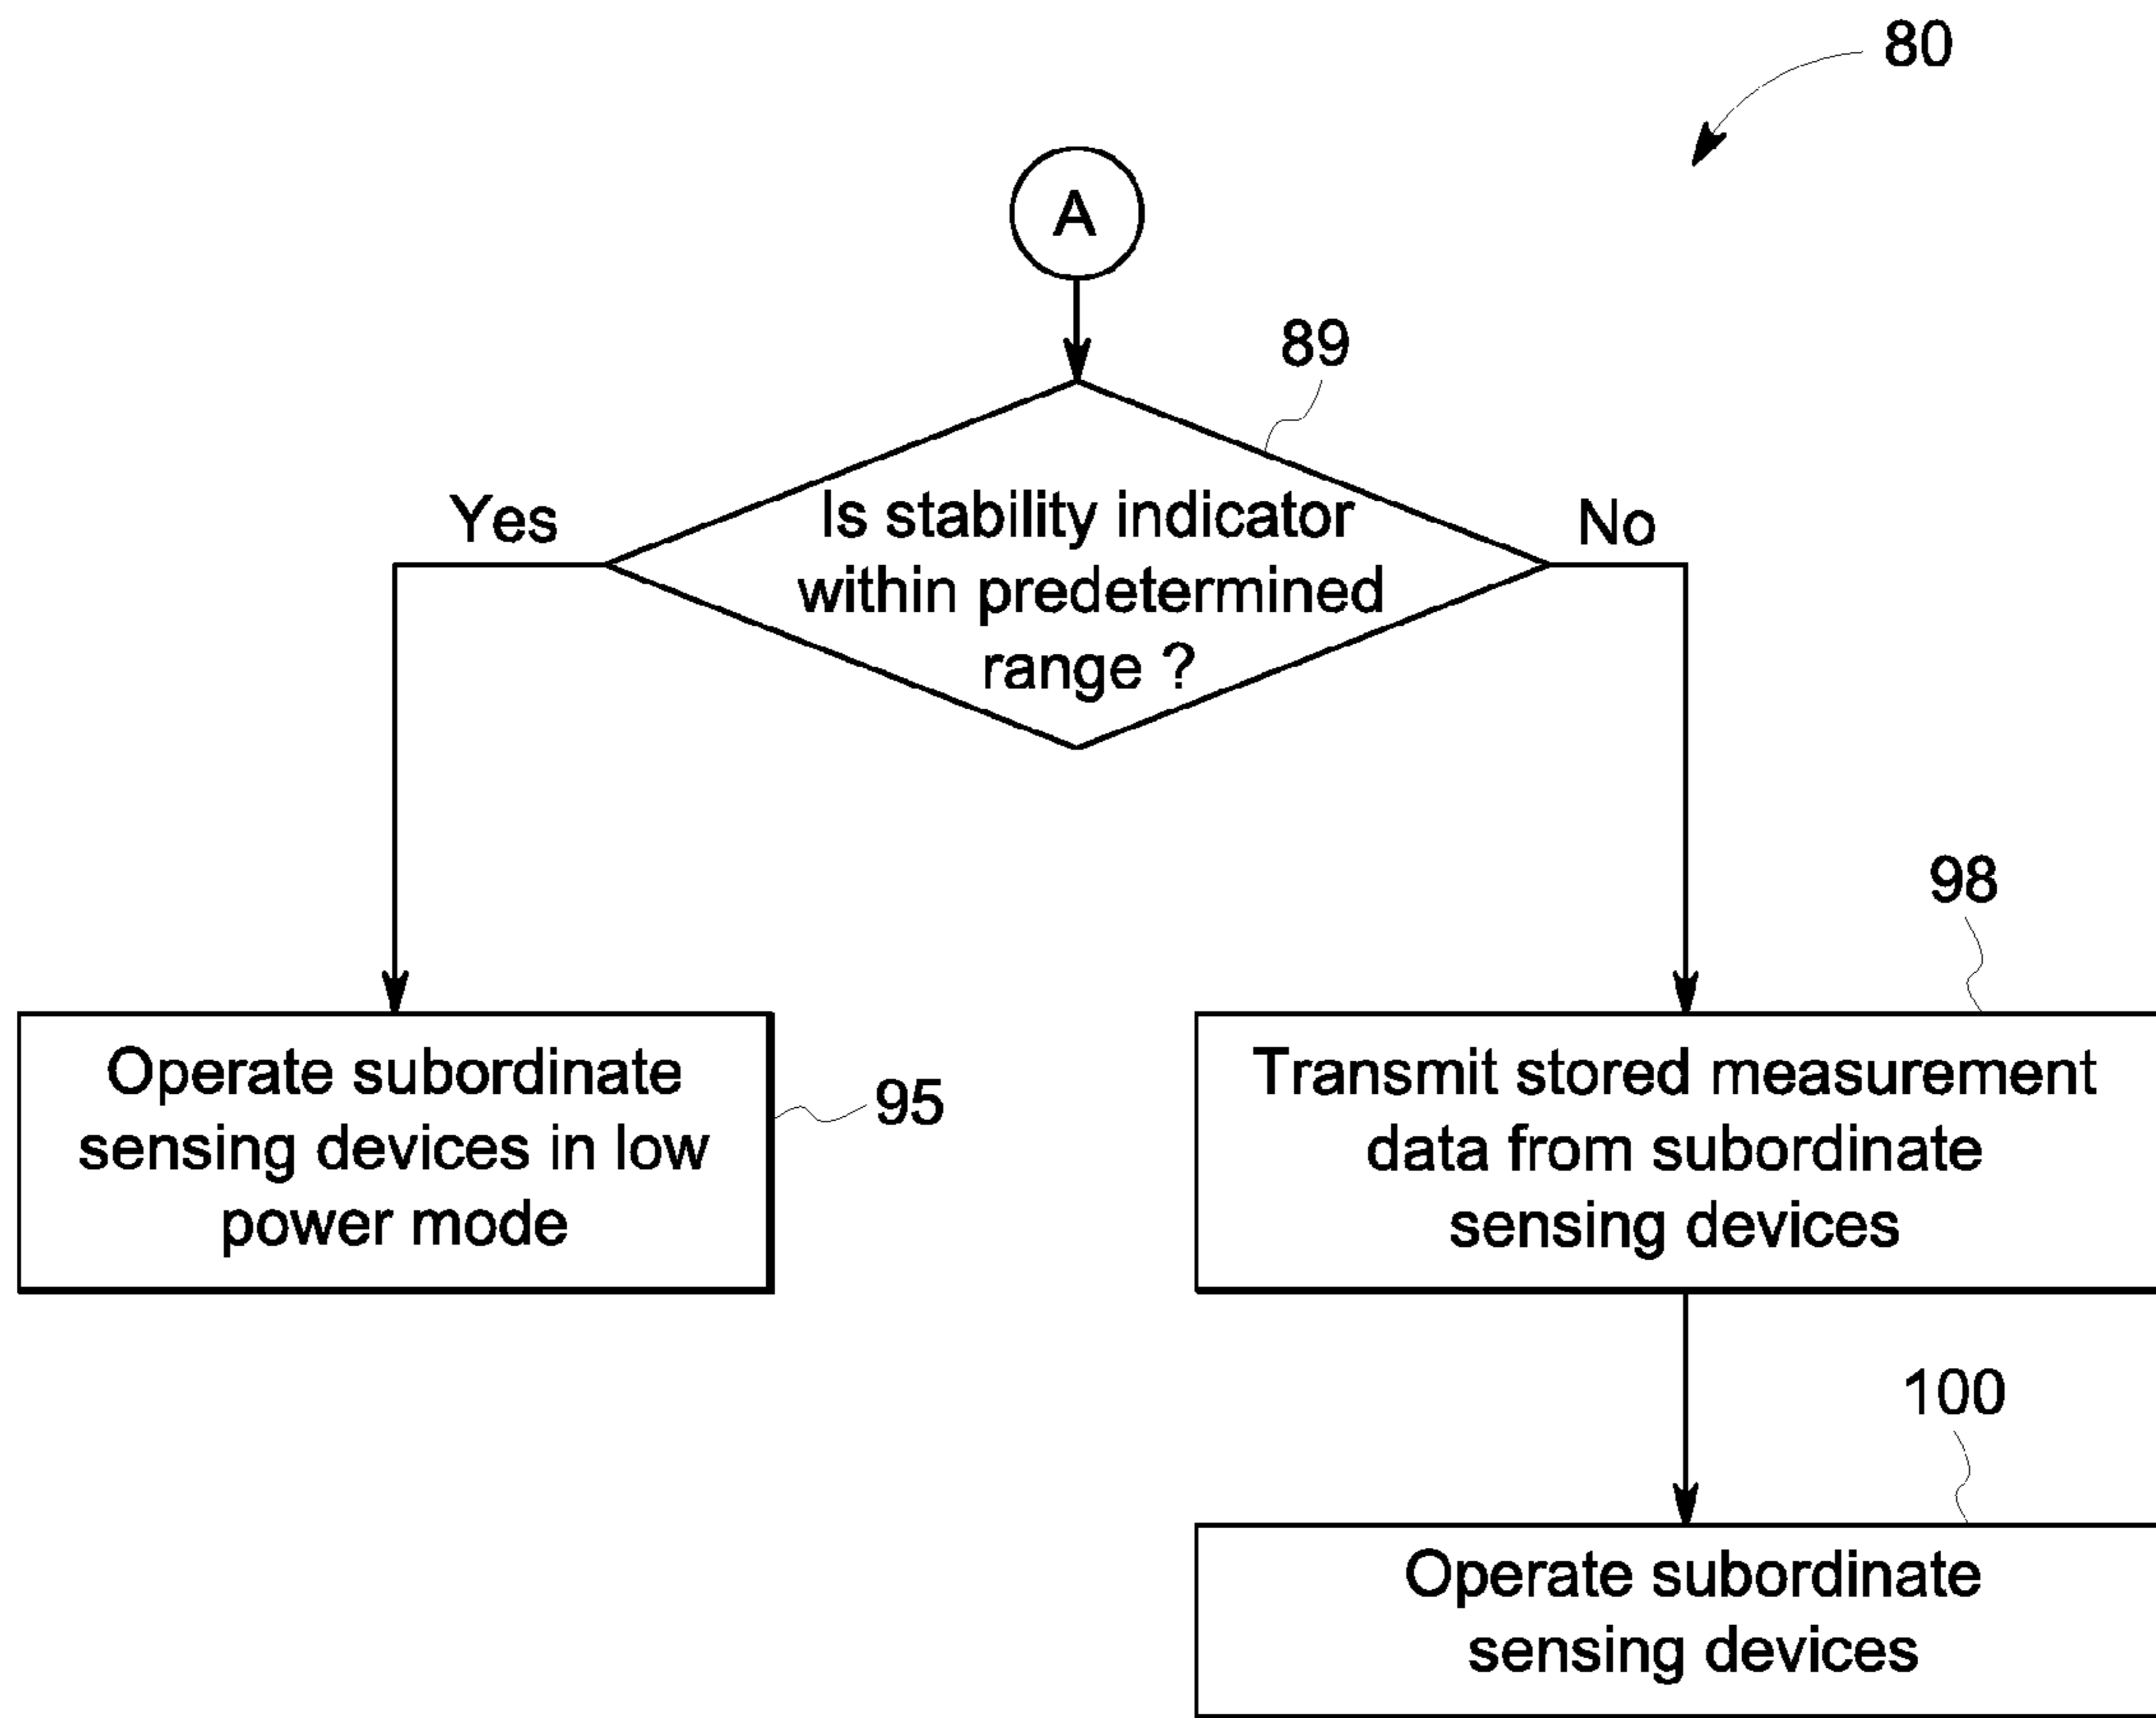 80
A
89
Yes
Is stability indicator
within predetermined
range ?
No
98
Operate subordinate
sensing devices in low
power mode
95
Transmit stored measurement
data from subordinate
sensing devices
100
Operate subordinate
sensing devices